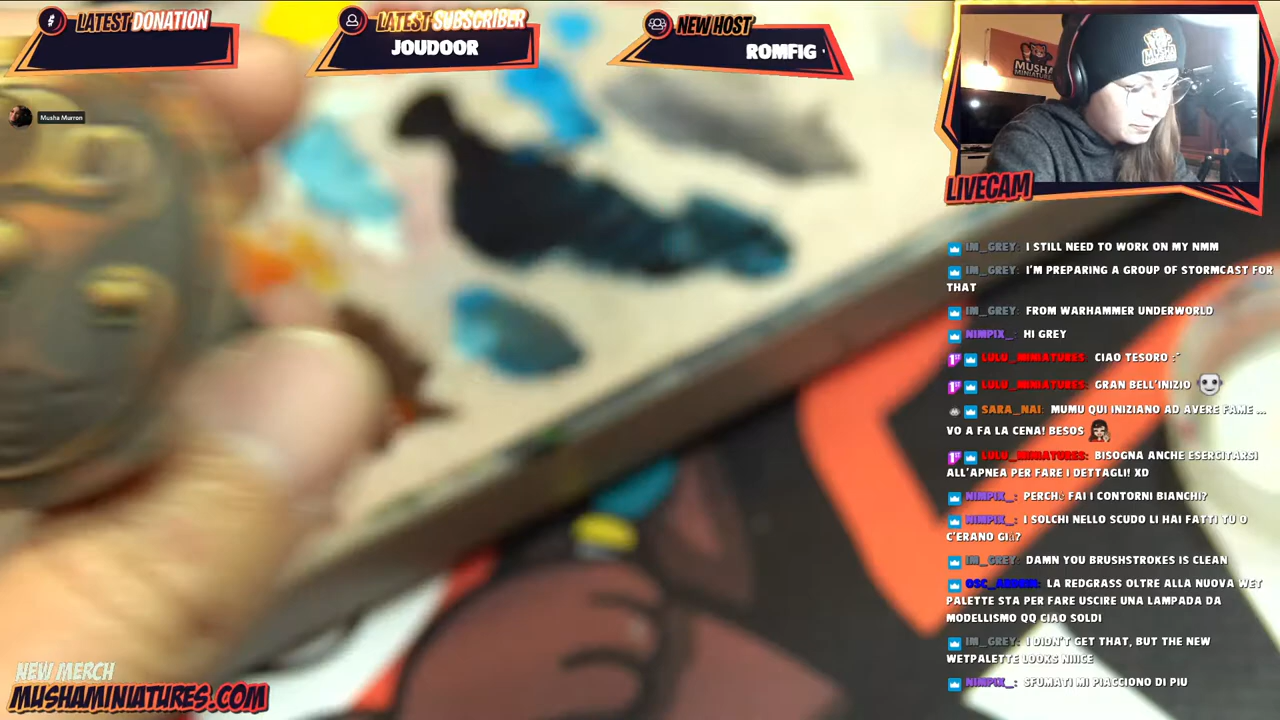 LATEST DONATION
LATEST SUBSCRIBER
JOUDOOR
NEW HOST
ROMFIG
Musha Murron
MUSHA
MINIATURE
LIVECAM
IM_GREY: I STILL NEED TO WORK ON MY NMM
IM_GREY: I'M PREPARING A GROUP OF STORMCAST FOR
THAT
IM_GREY: FROM WARHAMMER UNDERWORLD
NIMPIX_: HI GREY
LULU_MINIATURES: CIAO TESORO :*
LULU_MINIATURES: GRAN BELL'INIZIO
SARA_NAI: MUMU QUI INIZIANO AD AVERE FAME ...
VO A FA LA CENA! BESOS
LULU_MINIATURES: BISOGNA ANCHE ESERCITARSI
ALL'APNEA PER FARE I DETTAGLI! XD
NIMPIX_: PERCHé FAI I CONTORNI BIANCHI?
NIMPIX_: I SOLCHI NELLO SCUDO LI HAI FATTI TU O
C'ERANO GIà?
IM_GREY: DAMN YOU BRUSHSTROKES IS CLEAN
LA REDGRASS OLTRE ALLA NUOVA WET
PALETTE STA PER FARE USCIRE UNA LAMPADA DA
MODELLISMO QQ CIAO SOLDI
IM_GREY: I DIDN'T GET THAT, BUT THE NEW
WETPALETTE LOOKS NIIICE
NIMPIX_: SFUMATI MI PIACCIONO DI PIU
NEW MERCH
MUSHAMINIATURES.COM